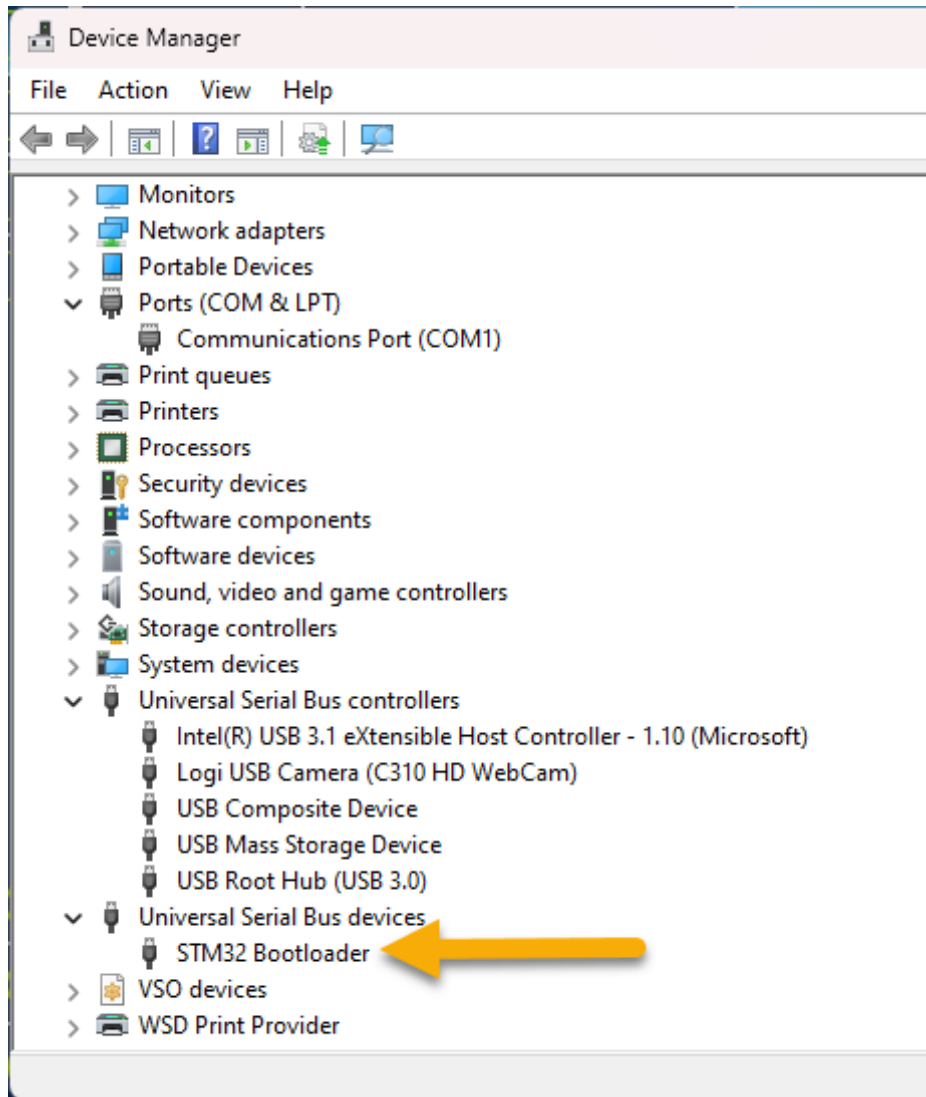 Device Manager
File Action View Help
Monitors
Network adapters
Portable Devices
Ports (COM & LPT)
Communications Port (COM1)
Print queues
Printers
Processors
Security devices
Software components
Software devices
Sound, video and game controllers
Storage controllers
System devices
Universal Serial Bus controllers
Intel(R) USB 3.1 eXtensible Host Controller - 1.10 (Microsoft)
Logi USB Camera (C310 HD WebCam)
USB Composite Device
USB Mass Storage Device
USB Root Hub (USB 3.0)
Universal Serial Bus devices
STM32 Bootloader
VSO devices
WSD Print Provider